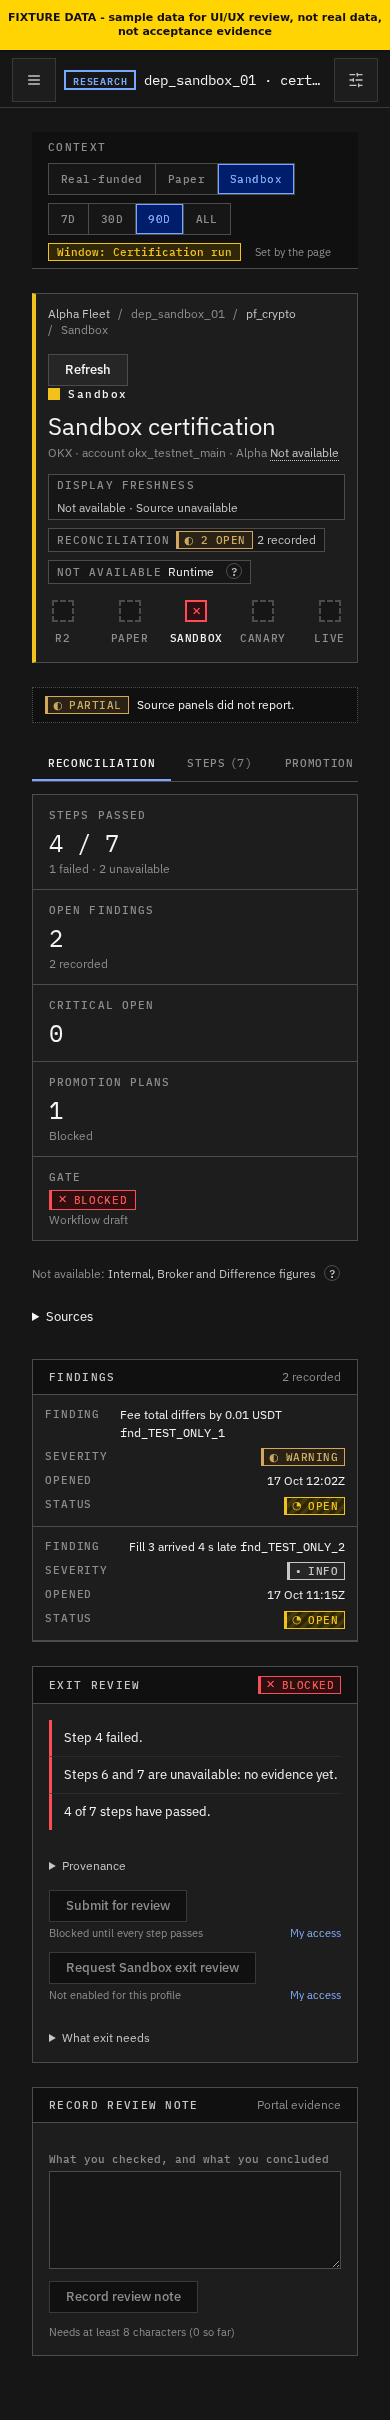 FIXTURE DATA - sample data for UI/UX review, not real data,
not acceptance evidence
RESEARCH dep_sandbox_01 · cert…
CONTEXT
Real-funded Paper Sandbox
7D 30D 90D ALL
Window: Certification run Set by the page
Alpha Fleet / dep_sandbox_01 / pf_crypto
/ Sandbox
Refresh
Sandbox
Sandbox certification
OKX · account okx_testnet_main · Alpha Not available
DISPLAY FRESHNESS
Not available · Source unavailable
RECONCILIATION 2 OPEN 2 recorded
NOT AVAILABLE Runtime ?
R2 PAPER SANDBOX CANARY LIVE
PARTIAL Source panels did not report.
RECONCILIATION STEPS (7) PROMOTION
STEPS PASSED
4 / 7
1 failed · 2 unavailable
OPEN FINDINGS
2
2 recorded
CRITICAL OPEN
0
PROMOTION PLANS
1
Blocked
GATE
✕ BLOCKED
Workflow draft
Not available: Internal, Broker and Difference figures ?
Sources
FINDINGS 2 recorded
FINDING Fee total differs by 0.01 USDT
fnd_TEST_ONLY_1
SEVERITY WARNING
OPENED 17 Oct 12:02Z
STATUS OPEN
FINDING Fill 3 arrived 4 s late fnd_TEST_ONLY_2
SEVERITY INFO
OPENED 17 Oct 11:15Z
STATUS OPEN
EXIT REVIEW ✕ BLOCKED
Step 4 failed.
Steps 6 and 7 are unavailable: no evidence yet.
4 of 7 steps have passed.
Provenance
Submit for review
Blocked until every step passes My access
Request Sandbox exit review
Not enabled for this profile My access
What exit needs
RECORD REVIEW NOTE Portal evidence
What you checked, and what you concluded
Record review note
Needs at least 8 characters (0 so far)